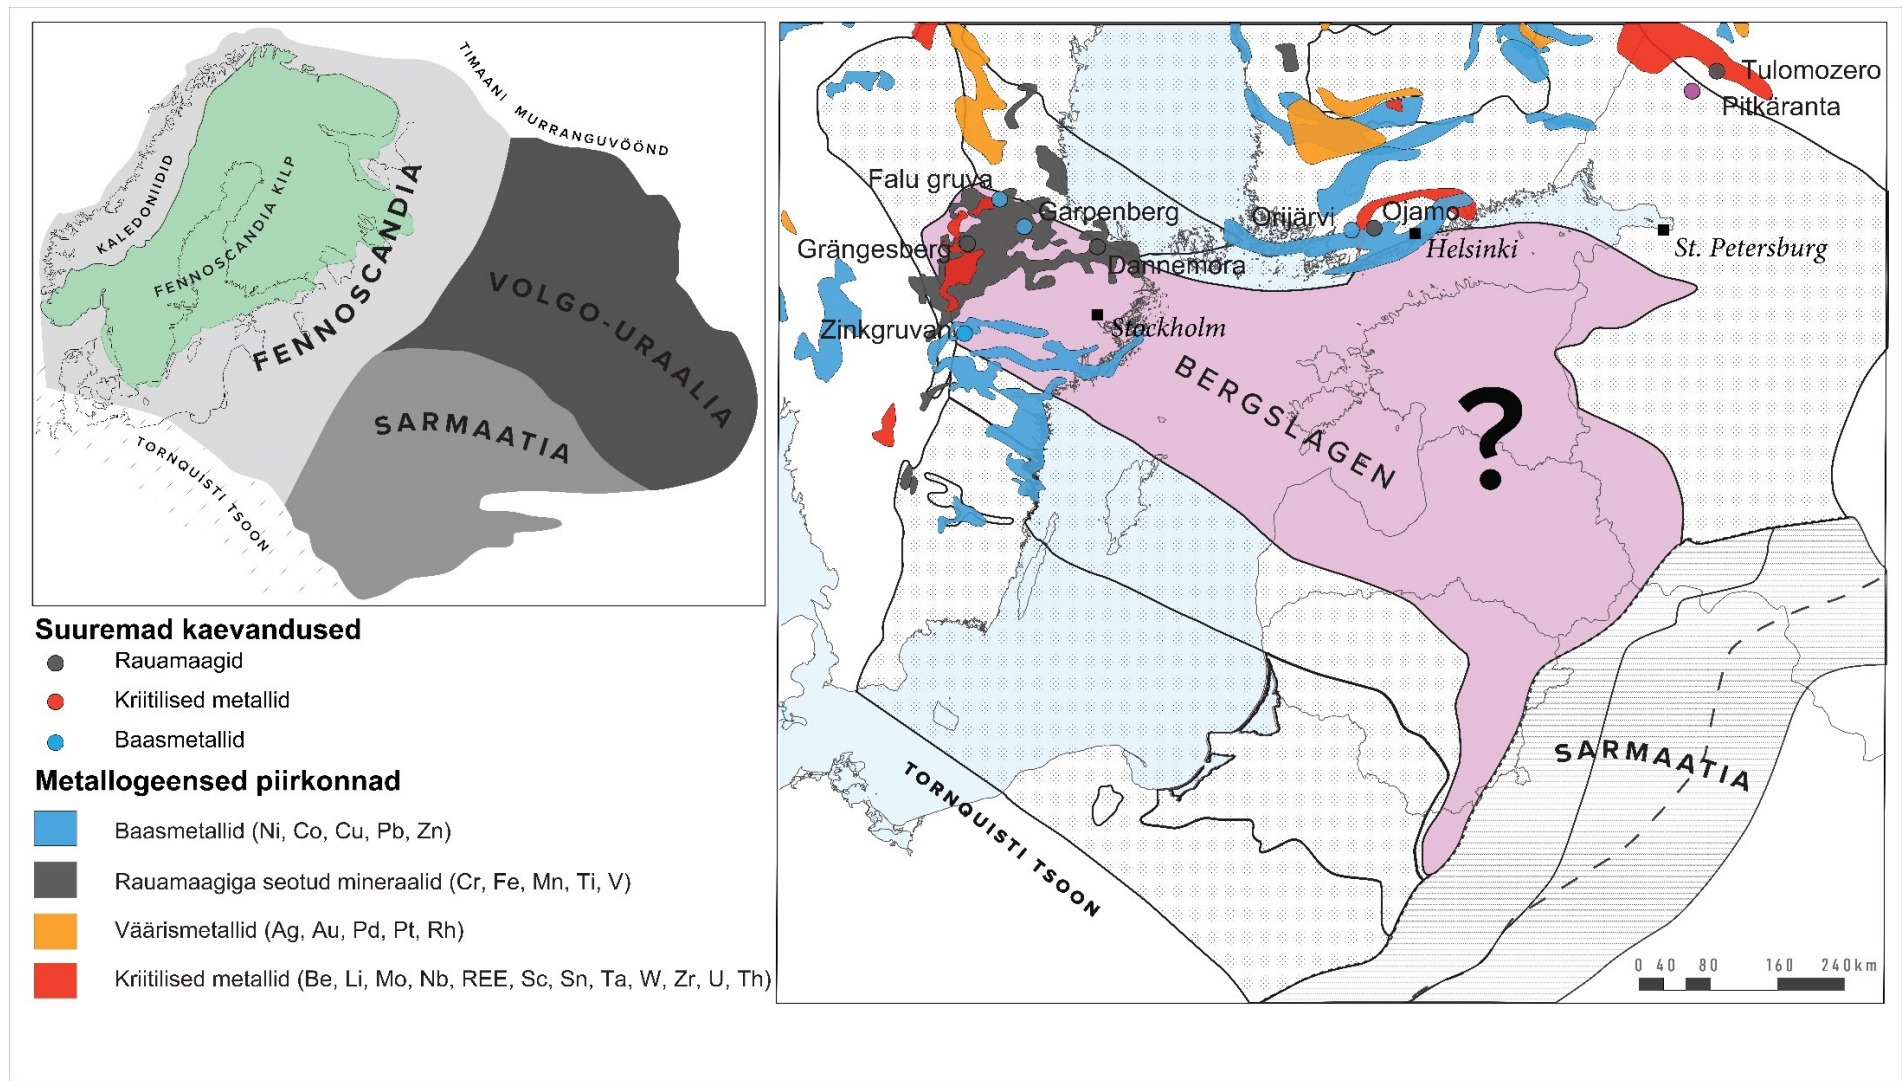 TIMAANI MURRANGUVÖÖND
KALEDONIIDID
FENNOSCANDIA KILP
FENNOSCANDIA
VOLGO-URAALIA
SARMAATIA
TORNQUISTI TSOON
Suuremad kaevandused
Rauamaagid
Kriitilised metallid
Baasmetallid
Metallogeensed piirkonnad
Baasmetallid (Ni, Co, Cu, Pb, Zn)
Rauamaagiga seotud mineraalid (Cr, Fe, Mn, Ti, V)
Väärismetallid (Ag, Au, Pd, Pt, Rh)
Kriitilised metallid (Be, Li, Mo, Nb, REE, Sc, Sn, Ta, W, Zr, U, Th)
Tulomozero
Pitkäranta
Falu gruva
Garpenberg
Orijärvi
Ojamo
Grängesberg
Dannemora
Helsinki
St. Petersburg
Zinkgruvan
Stockholm
BERGSLAGEN
?
SARMAATIA
TORNQUISTI TSOON
0 40 80 160 240km